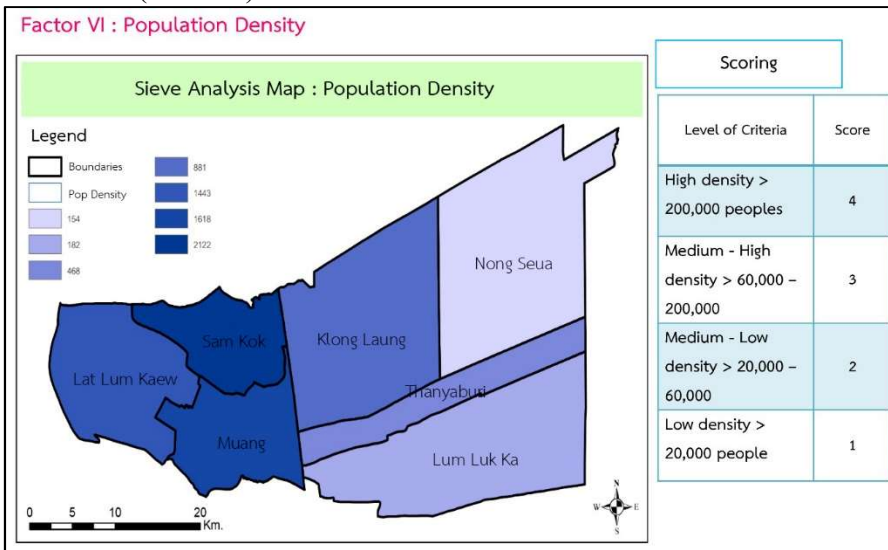 Factor VI : Population Density
Sieve Analysis Map : Population Density
Legend
Boundaries
Pop Density
154
182
468
881
1443
1618
2122
Nong Seua
Klong Laung
Sam Kok
Lat Lum Kaew
Thanyaburi
Muang
Lum Luk Ka
0 5 10 20
Km.
N
W E
S
Scoring
Level of Criteria Score
High density >
200,000 peoples
4
Medium - High
density > 60,000 –
200,000
3
Medium - Low
density > 20,000 –
60,000
2
Low density >
20,000 people
1